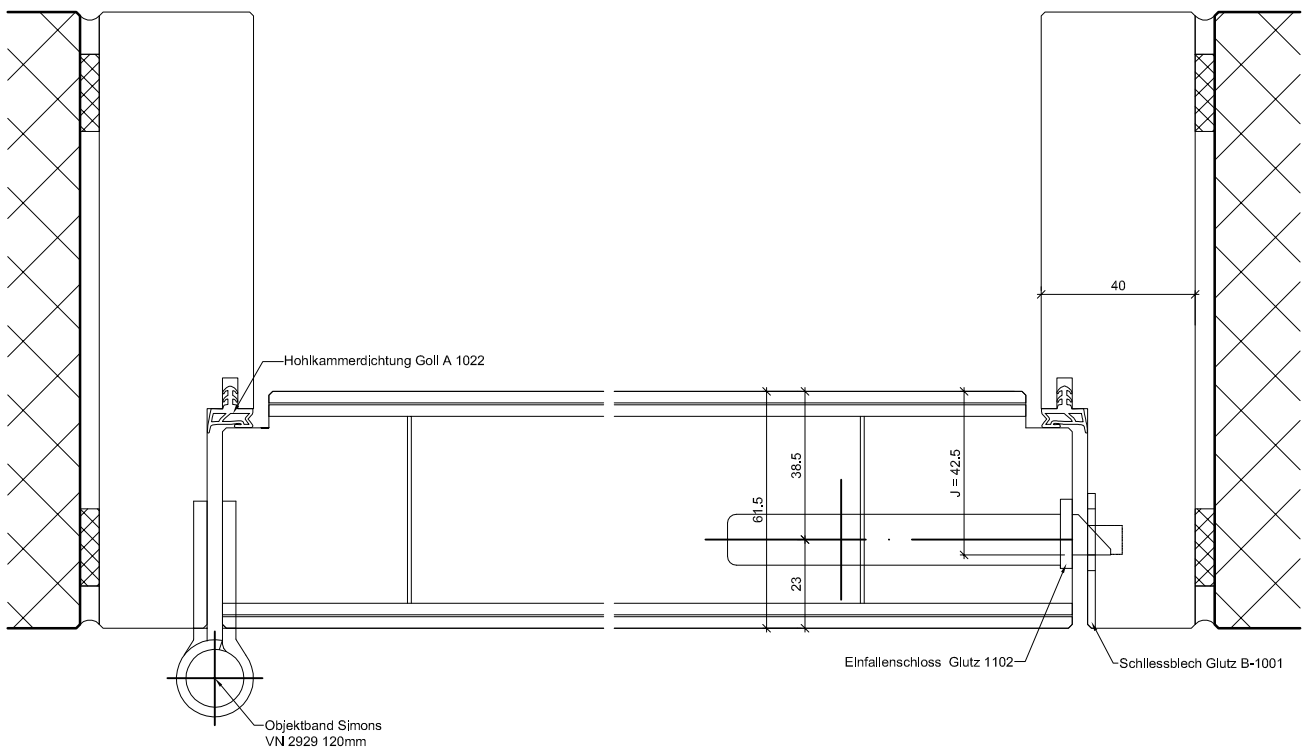 40
Hohlkammerdichtung Goll A 1022
38.5
J = 42.5
61.5
23
Einfallenschloss Glutz 1102
Schliessblech Glutz B-1001
Objektband Simons
VN 2929 120mm